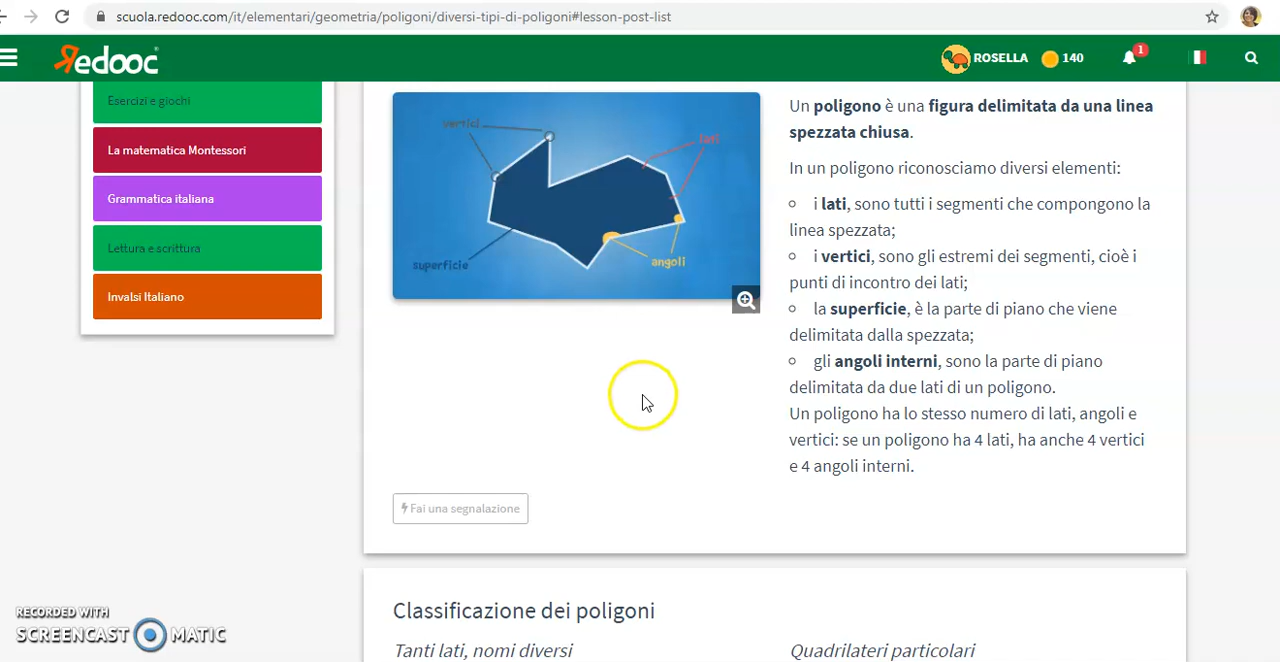 scuola.redooc.com/it/elementari/geometria/poligoni/diversi-tipi-di-poligoni#lesson-post-list
Redooc
ROSELLA
140
1
Esercizi e giochi
La matematica Montessori
Grammatica italiana
Lettura e scrittura
Invalsi Italiano
vertici
lati
superficie
angoli
Un poligono è una figura delimitata da una linea
spezzata chiusa.
In un poligono riconosciamo diversi elementi:
i lati, sono tutti i segmenti che compongono la
linea spezzata;
i vertici, sono gli estremi dei segmenti, cioè i
punti di incontro dei lati;
la superficie, è la parte di piano che viene
delimitata dalla spezzata;
gli angoli interni, sono la parte di piano
delimitata da due lati di un poligono.
Un poligono ha lo stesso numero di lati, angoli e
vertici: se un poligono ha 4 lati, ha anche 4 vertici
e 4 angoli interni.
Fai una segnalazione
Classificazione dei poligoni
Tanti lati, nomi diversi
Quadrilateri particolari
RECORDED WITH
SCREENCAST MATIC